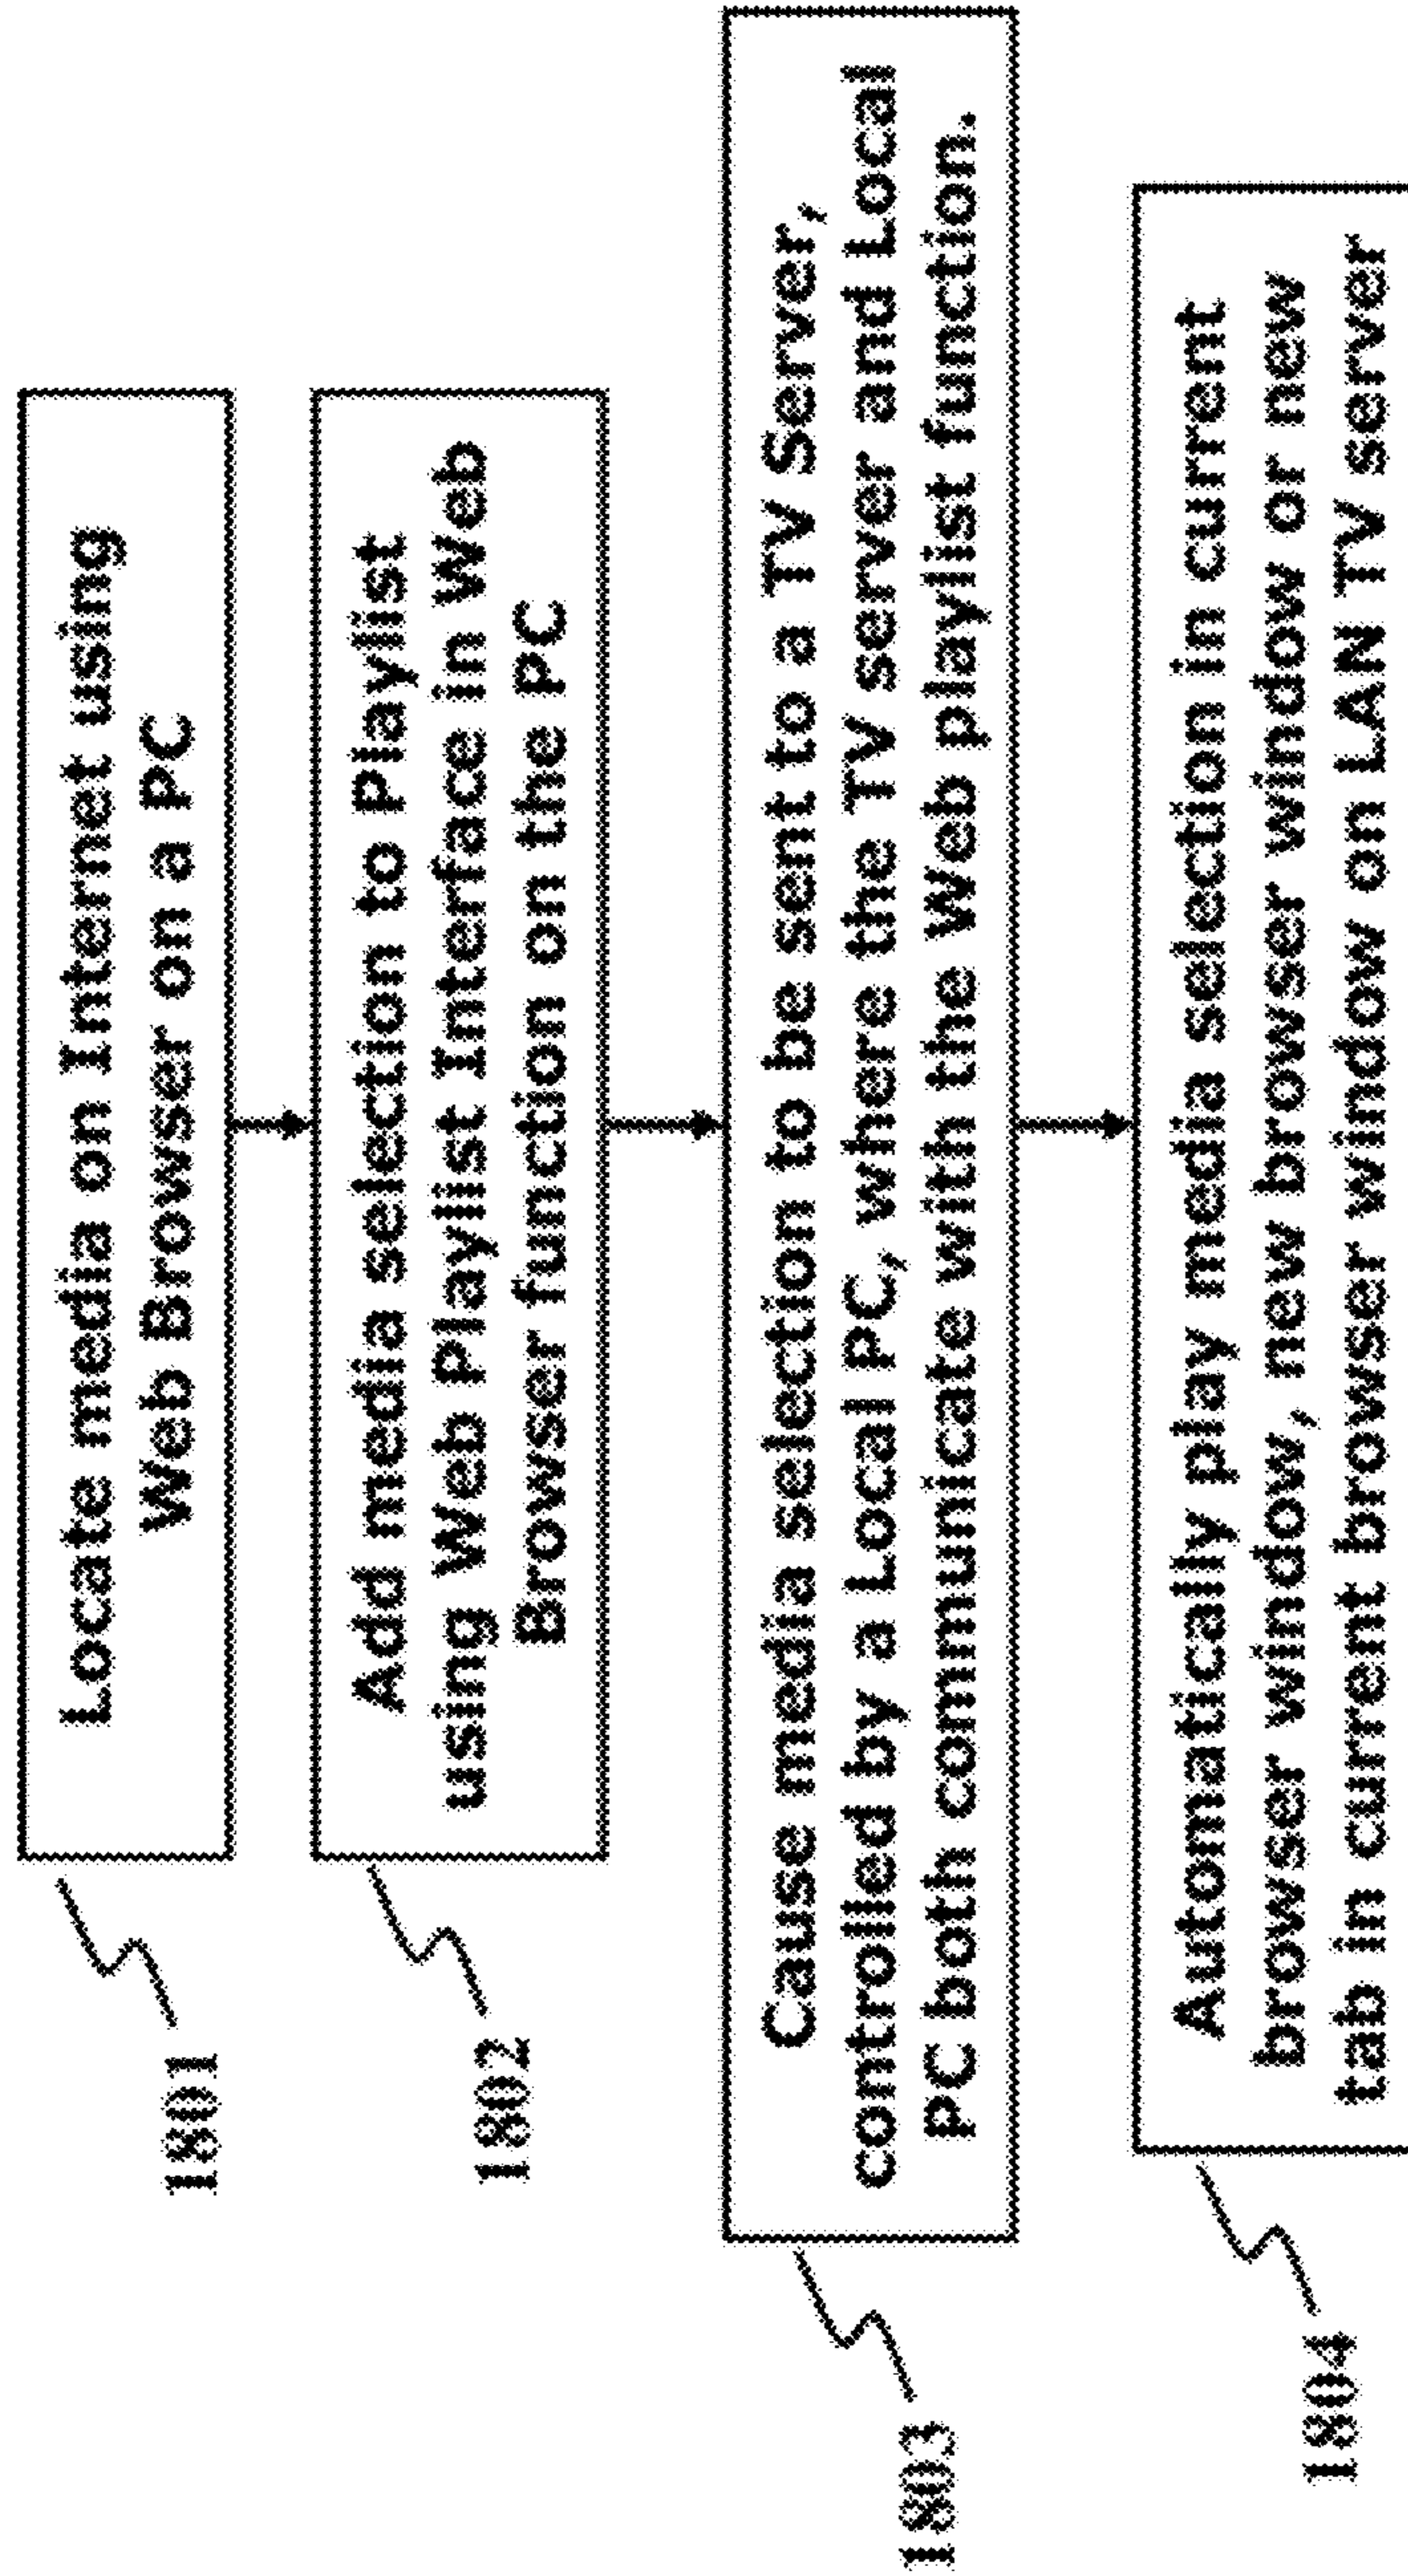 1801
Locate media on Internet using
Web Browser on a PC
1802
Add media selection to Playlist
using Web Playlist Interface in Web
Browser function on the PC
1803
Cause media selection to be sent to a TV Server,
controlled by a Local PC, where the TV server and Local
PC both communicate with the Web playlist function.
1804
Automatically play media selection in current
browser window, new browser window or new
tab in current browser window on LAN TV server